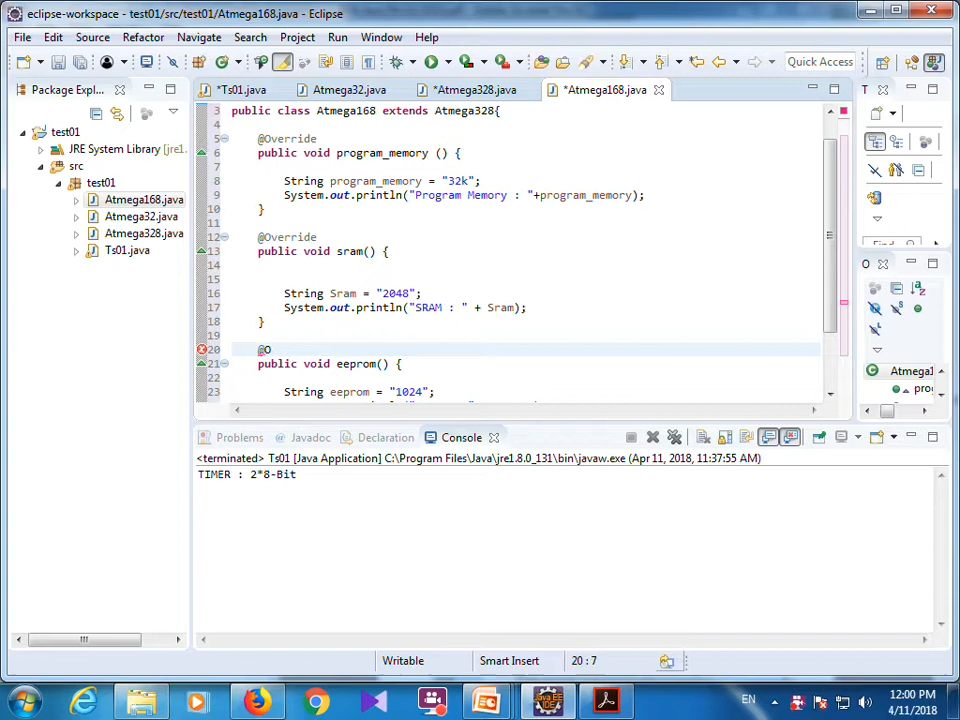 eclipse-workspace - test01/src/test01/Atmega168.java - Eclipse
File Edit Source Refactor Navigate Search Project Run Window Help
Quick Access
Package Expl...
*Ts01.java Atmega32.java *Atmega328.java *Atmega168.java
T
test01
JRE System Library [jre1.
src
test01
Atmega168.java
Atmega32.java
Atmega328.java
Ts01.java
3 public class Atmega168 extends Atmega328{
4
5 @Override
6 public void program_memory () {
7
8 String program_memory = "32k";
9 System.out.println("Program Memory : "+program_memory);
10 }
11
12 @Override
13 public void sram() {
14
15
16 String Sram = "2048";
17 System.out.println("SRAM : " + Sram);
18 }
19
20 @O
21 public void eeprom() {
22
23 String eeprom = "1024";
O
Atmega1
pro
Problems Javadoc Declaration Console
<terminated> Ts01 [Java Application] C:\Program Files\Java\jre1.8.0_131\bin\javaw.exe (Apr 11, 2018, 11:37:55 AM)
TIMER : 2*8-Bit
Writable Smart Insert 20 : 7
EN
12:00 PM
4/11/2018